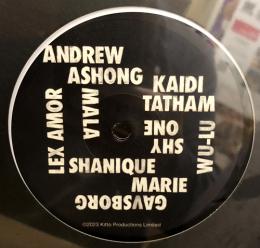 ANDREW
ASHONG
KAIDI
TATHAM
LEX AMOR
MALA
SHY
ONE
WU-LU
SHANIQUE
MARIE
GAVSBORG
©2023 Kitto Productions Limited